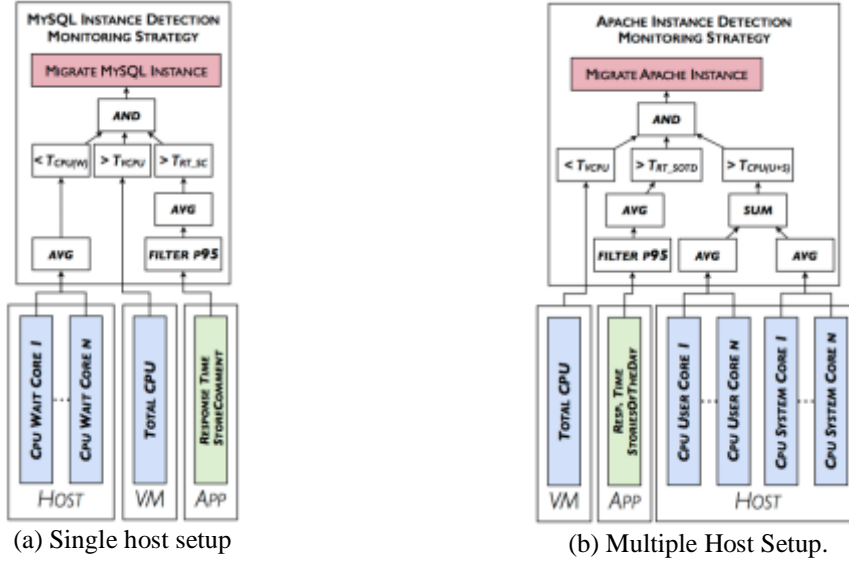 MYSQL INSTANCE DETECTION
MONITORING STRATEGY
MIGRATE MYSQL INSTANCE
AND
< TCPU(W)
> TVCPU
> TRT_SC
AVG
AVG
FILTER P95
CPU WAIT CORE 1
CPU WAIT CORE N
TOTAL CPU
RESPONSE TIME
STORECOMMENT
HOST
VM
APP
(a) Single host setup
APACHE INSTANCE DETECTION
MONITORING STRATEGY
MIGRATE APACHE INSTANCE
AND
< TVCPU
> TRT_SOTD
> TCPU(U+S)
AVG
SUM
FILTER P95
AVG
AVG
TOTAL CPU
RESP. TIME
STORIESOFTHEDAY
CPU USER CORE 1
CPU USER CORE N
CPU SYSTEM CORE 1
CPU SYSTEM CORE N
VM
APP
HOST
(b) Multiple Host Setup.